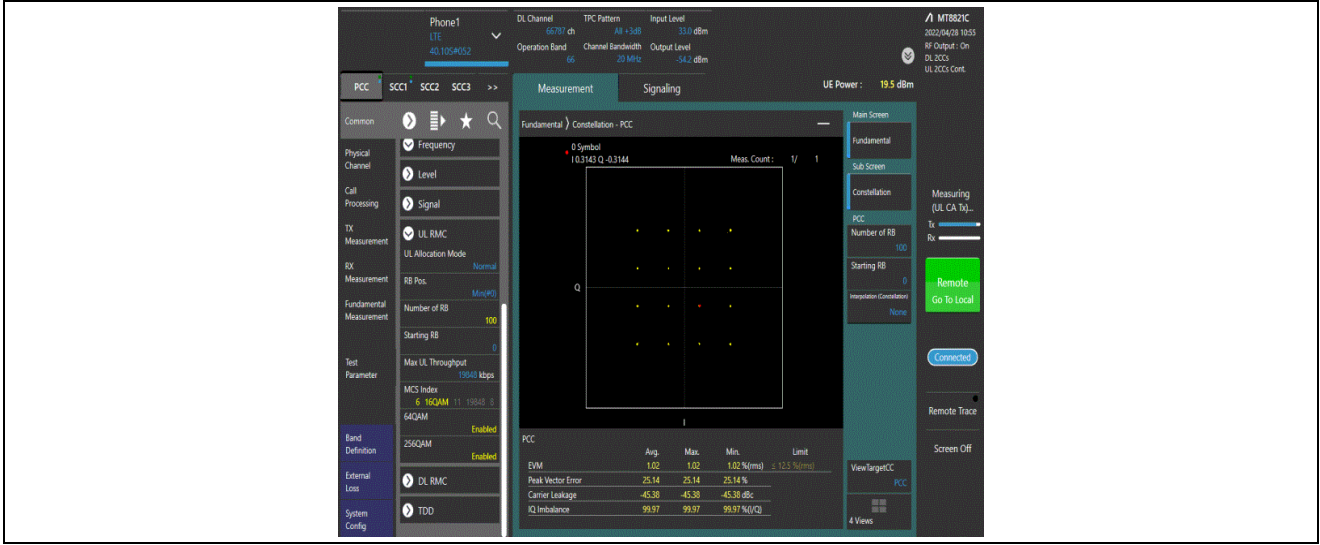 Phone1
LTE
40.105#052
DL Channel TPC Pattern Input Level
66787 ch All +3dB 33.0 dBm
Operation Band Channel Bandwidth Output Level
66 20 MHz -54.2 dBm
MT8821C
2022/04/28 10:55
RF Output : On
DL 2CCs
UL 2CCs Cont.
PCC SCC1 SCC2 SCC3 >>
Measurement Signaling
UE Power : 19.5 dBm
Common
Physical
Channel
Call
Processing
TX
Measurement
RX
Measurement
Fundamental
Measurement
Test
Parameter
Band
Definition
External
Loss
System
Config
Frequency
Level
Signal
UL RMC
UL Allocation Mode
Normal
RB Pos.
Min(#0)
Number of RB
100
Starting RB
0
Max UL Throughput
19848 kbps
MCS Index
6 16QAM 11 19848 8
64QAM
Enabled
256QAM
Enabled
DL RMC
TDD
Fundamental 〉 Constellation - PCC
0 Symbol
I 0.3143 Q -0.3144 Meas. Count : 1/ 1
Q
I
PCC
Avg. Max. Min. Limit
EVM 1.02 1.02 1.02 %(rms) ≤ 12.5 %(rms)
Peak Vector Error 25.14 25.14 25.14 %
Carrier Leakage -45.38 -45.38 -45.38 dBc
IQ Imbalance 99.97 99.97 99.97 %(I/Q)
Main Screen
Fundamental
Sub Screen
Constellation
PCC
Number of RB
100
Starting RB
0
Interpolation (Constellation)
None
ViewTargetCC
PCC
4 Views
Measuring
(UL CA Tx)...
Tx
Rx
Remote
Go To Local
Connected
Remote Trace
Screen Off